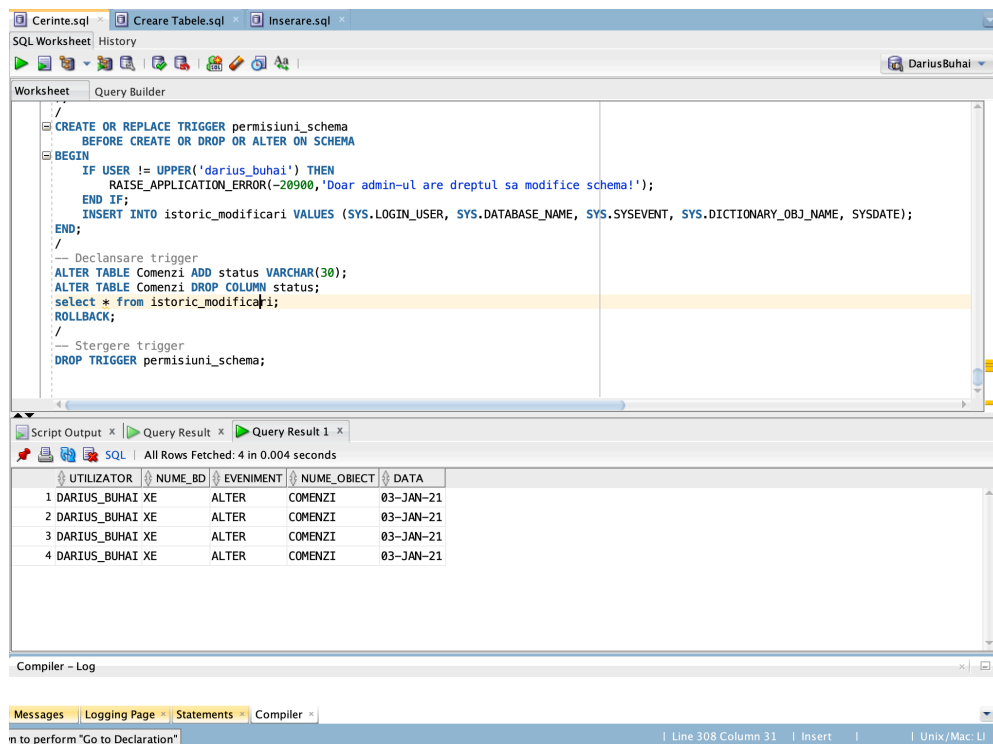 Cerinte.sql × Creare Tabele.sql × Inserare.sql ×
SQL Worksheet History
DariusBuhai
Worksheet Query Builder
/
CREATE OR REPLACE TRIGGER permisiuni_schema
BEFORE CREATE OR DROP OR ALTER ON SCHEMA
BEGIN
IF USER != UPPER('darius_buhai') THEN
RAISE_APPLICATION_ERROR(-20900,'Doar admin-ul are dreptul sa modifice schema!');
END IF;
INSERT INTO istoric_modificari VALUES (SYS.LOGIN_USER, SYS.DATABASE_NAME, SYS.SYSEVENT, SYS.DICTIONARY_OBJ_NAME, SYSDATE);
END;
/
-- Declansare trigger
ALTER TABLE Comenzi ADD status VARCHAR(30);
ALTER TABLE Comenzi DROP COLUMN status;
select * from istoric_modificari;
ROLLBACK;
/
-- Stergere trigger
DROP TRIGGER permisiuni_schema;
Script Output × Query Result × Query Result 1 ×
SQL | All Rows Fetched: 4 in 0.004 seconds
UTILIZATOR NUME_BD EVENIMENT NUME_OBIECT DATA
1 DARIUS_BUHAI XE ALTER COMENZI 03-JAN-21
2 DARIUS_BUHAI XE ALTER COMENZI 03-JAN-21
3 DARIUS_BUHAI XE ALTER COMENZI 03-JAN-21
4 DARIUS_BUHAI XE ALTER COMENZI 03-JAN-21
Compiler - Log
Messages Logging Page × Statements × Compiler ×
to perform "Go to Declaration" | Line 308 Column 31 | Insert | | Unix/Mac: LI